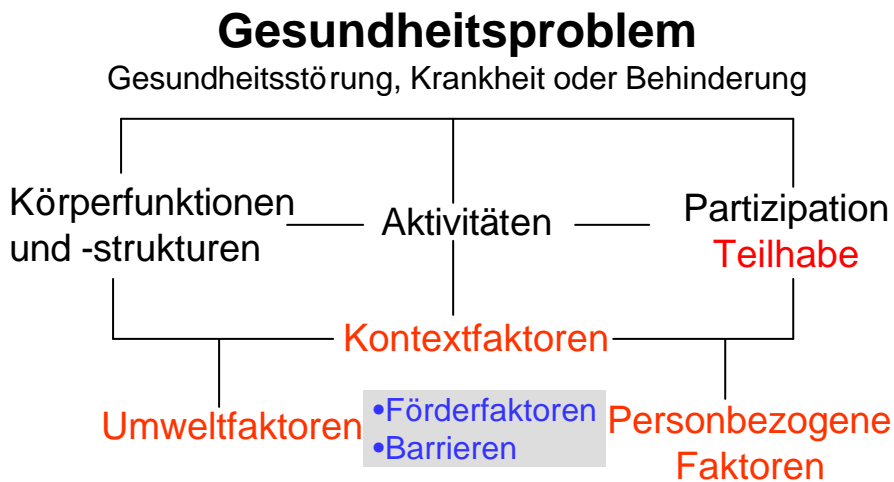 Gesundheitsproblem
Gesundheitsstörung, Krankheit oder Behinderung
Körperfunktionen
und -strukturen
Aktivitäten
Partizipation
Teilhabe
Kontextfaktoren
Umweltfaktoren
•Förderfaktoren
•Barrieren
Personbezogene
Faktoren